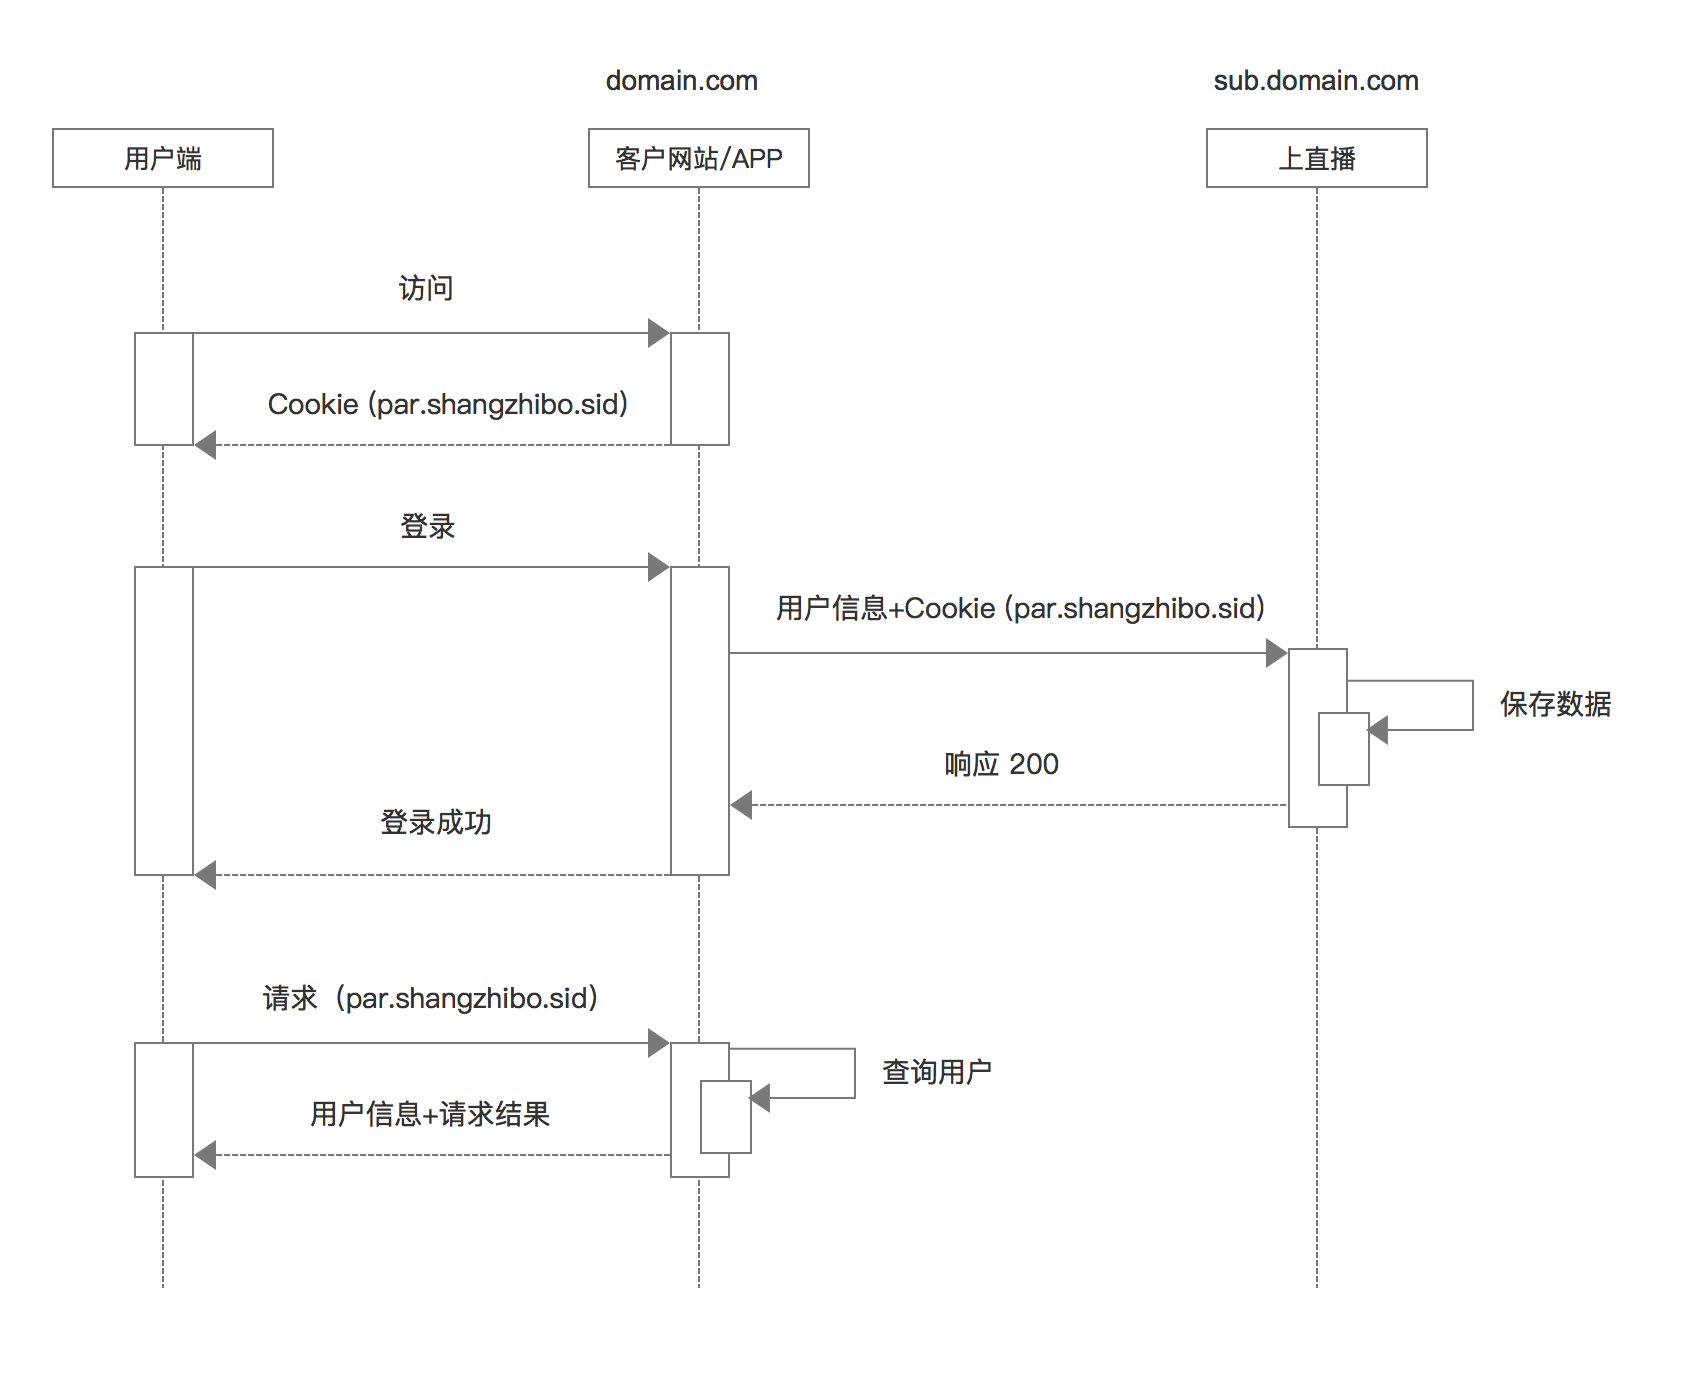 domain.com
sub.domain.com
用户端
客户网站/APP
上直播
访问
Cookie (par.shangzhibo.sid)
登录
用户信息+Cookie (par.shangzhibo.sid)
保存数据
响应 200
登录成功
请求（par.shangzhibo.sid)
查询用户
用户信息+请求结果